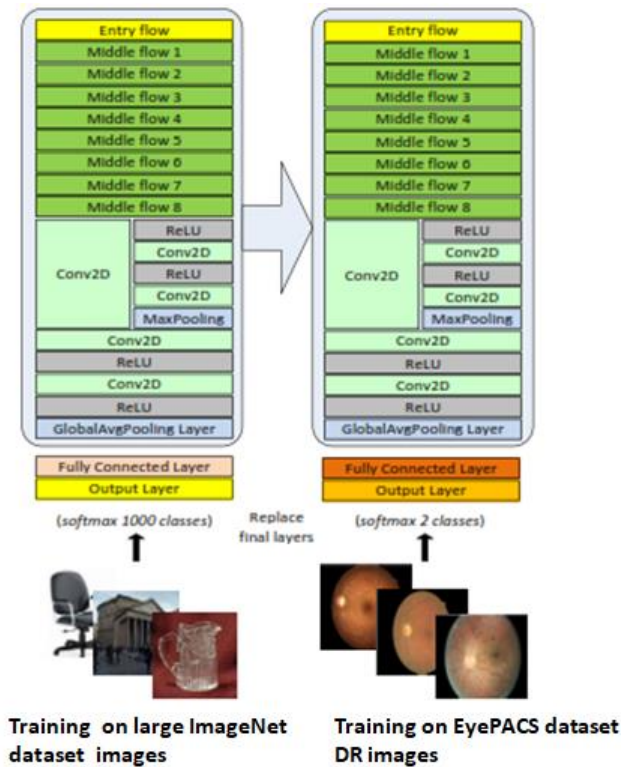 Entry flow
Middle flow 1
Middle flow 2
Middle flow 3
Middle flow 4
Middle flow 5
Middle flow 6
Middle flow 7
Middle flow 8
Conv2D
ReLU
Conv2D
ReLU
Conv2D
MaxPooling
Conv2D
ReLU
Conv2D
ReLU
GlobalAvgPooling Layer
Fully Connected Layer
Output Layer
(softmax 1000 classes)
Replace
final layers
Entry flow
Middle flow 1
Middle flow 2
Middle flow 3
Middle flow 4
Middle flow 5
Middle flow 6
Middle flow 7
Middle flow 8
Conv2D
ReLU
Conv2D
ReLU
Conv2D
MaxPooling
Conv2D
ReLU
Conv2D
ReLU
GlobalAvgPooling Layer
Fully Connected Layer
Output Layer
(softmax 2 classes)
Training on large ImageNet
dataset images
Training on EyePACS dataset
DR images